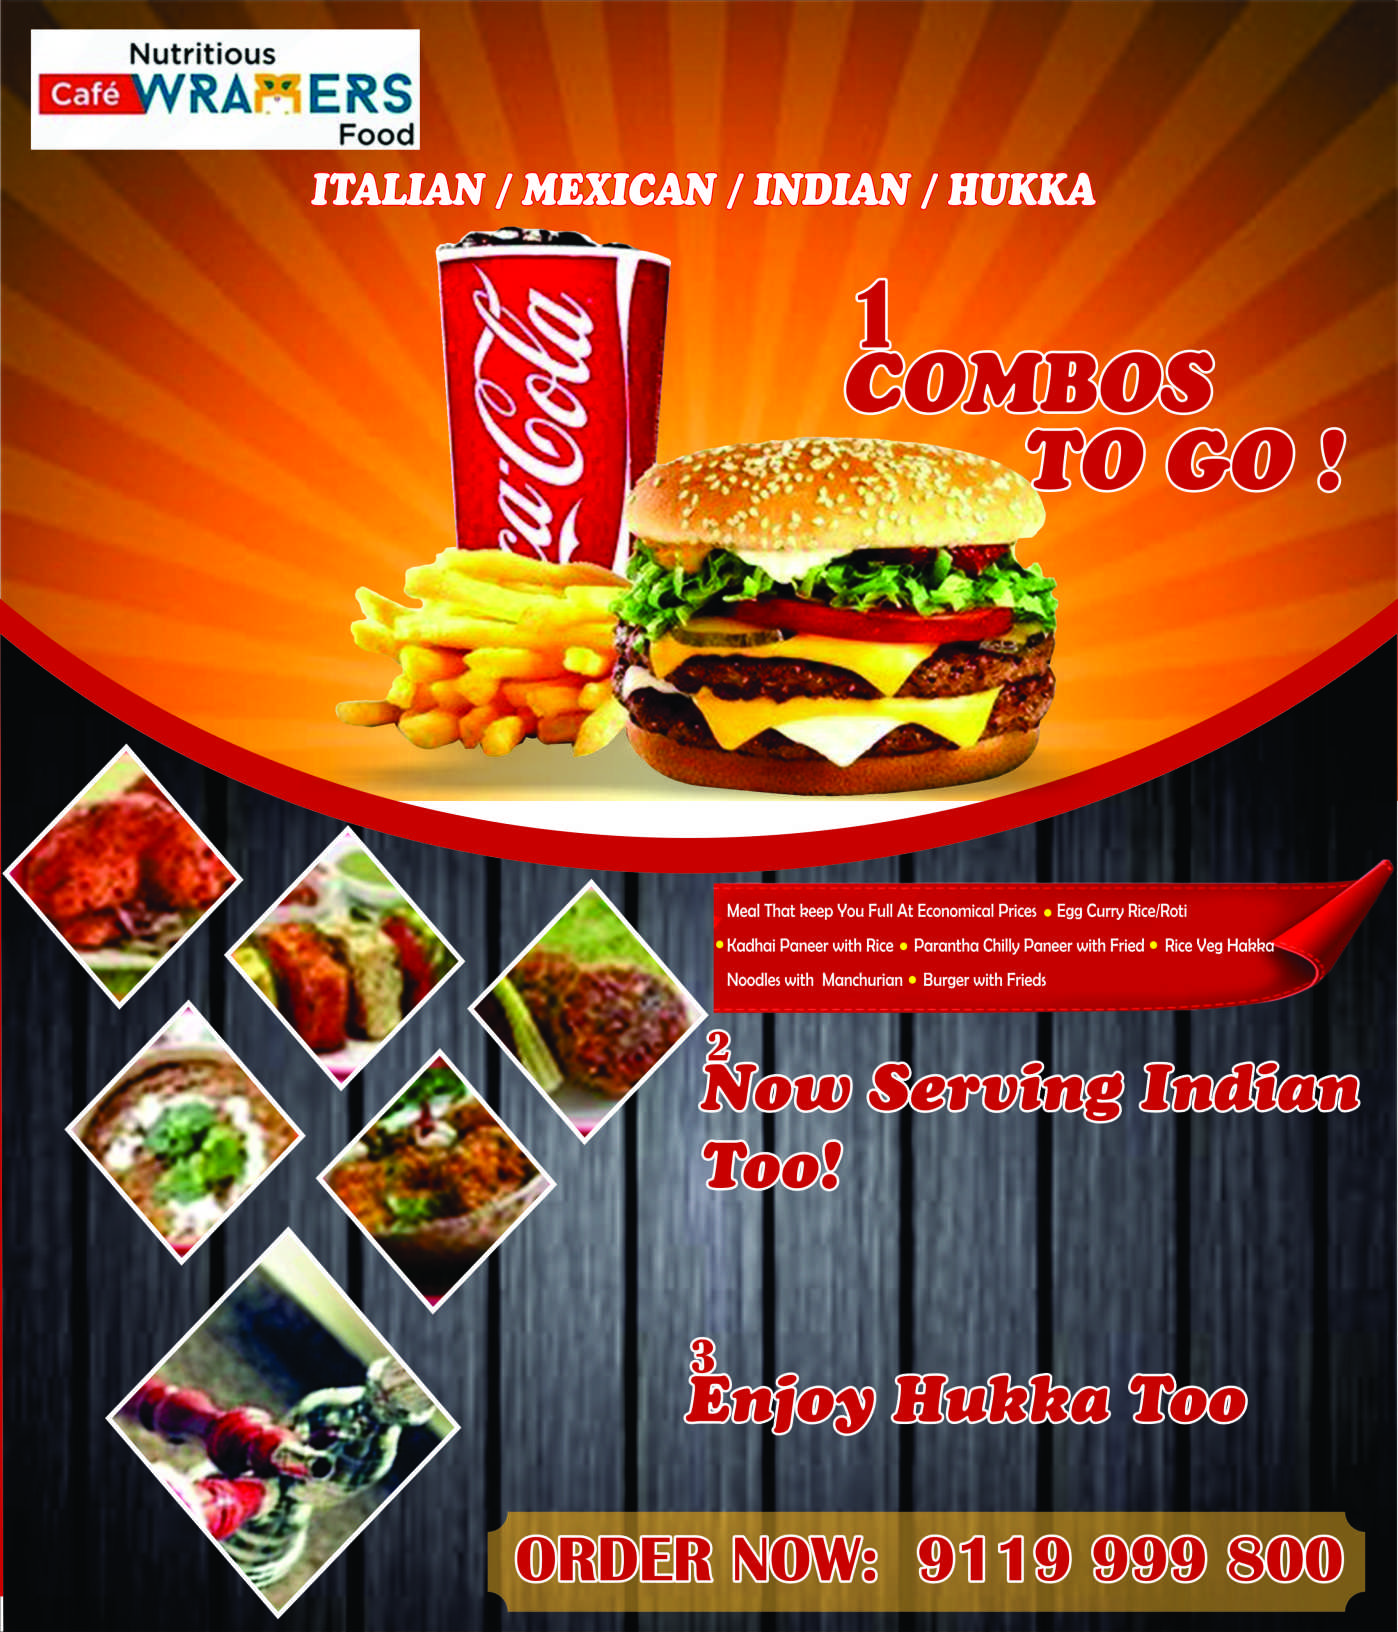 Nutritious
Café WRAMERS
Food
ITALIAN / MEXICAN / INDIAN / HUKKA
1
COMBOS
TO GO !
Coca-Cola
Meal That keep You Full At Economical Prices • Egg Curry Rice/Roti
• Kadhai Paneer with Rice • Parantha Chilly Paneer with Fried • Rice Veg Hakka
Noodles with Manchurian • Burger with Frieds
2
Now Serving Indian
Too!
3
Enjoy Hukka Too
ORDER NOW: 9119 999 800